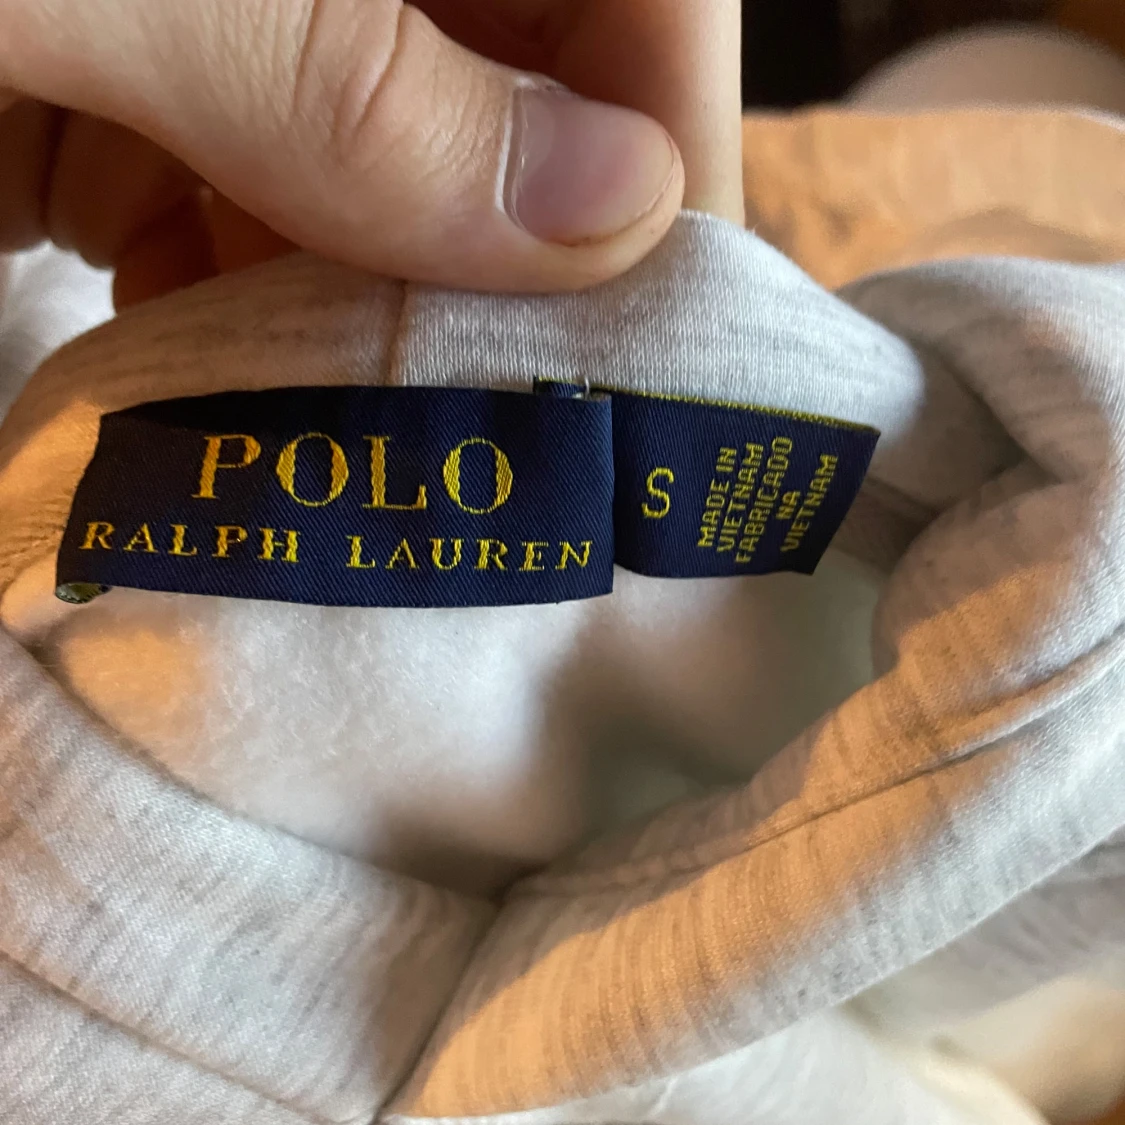 POLO
RALPH LAUREN
S
MADE IN
VIETNAM
FABRICADO
NA
VIETNAM